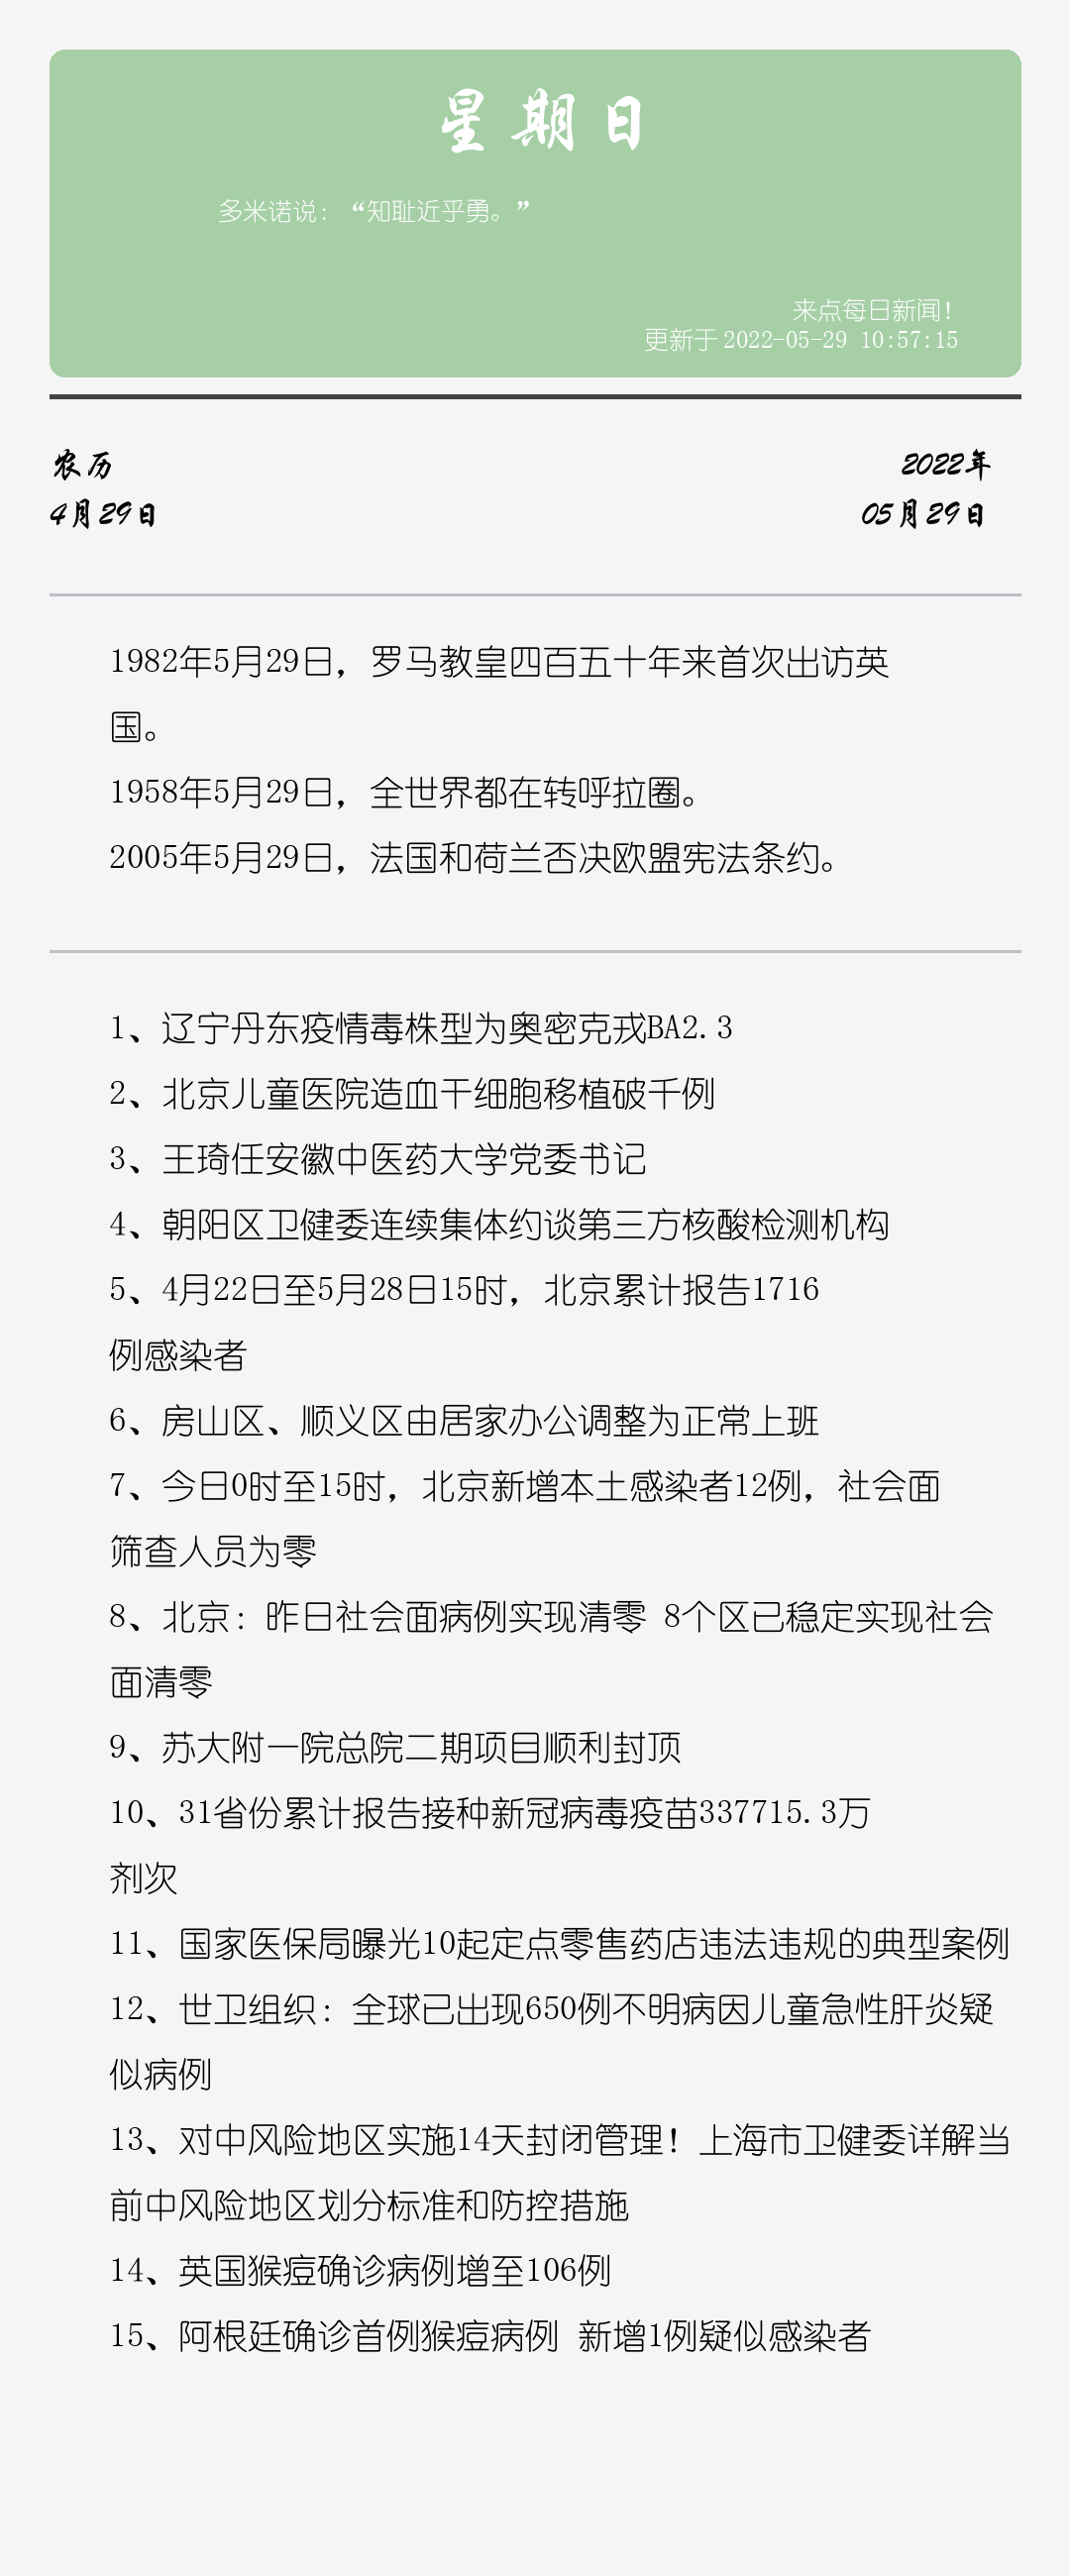 星期日
多米诺说：“知耻近乎勇。”
来点每日新闻！
更新于 2022-05-29 10:57:15
农历
2022年
4月29日
05月29日
1982年5月29日，罗马教皇四百五十年来首次出访英
国。
1958年5月29日，全世界都在转呼拉圈。
2005年5月29日，法国和荷兰否决欧盟宪法条约。
1、辽宁丹东疫情毒株型为奥密克戎BA2.3
2、北京儿童医院造血干细胞移植破千例
3、王琦任安徽中医药大学党委书记
4、朝阳区卫健委连续集体约谈第三方核酸检测机构
5、4月22日至5月28日15时，北京累计报告1716
例感染者
6、房山区、顺义区由居家办公调整为正常上班
7、今日0时至15时，北京新增本土感染者12例，社会面
筛查人员为零
8、北京：昨日社会面病例实现清零 8个区已稳定实现社会
面清零
9、苏大附一院总院二期项目顺利封顶
10、31省份累计报告接种新冠病毒疫苗337715.3万
剂次
11、国家医保局曝光10起定点零售药店违法违规的典型案例
12、世卫组织：全球已出现650例不明病因儿童急性肝炎疑
似病例
13、对中风险地区实施14天封闭管理！上海市卫健委详解当
前中风险地区划分标准和防控措施
14、英国猴痘确诊病例增至106例
15、阿根廷确诊首例猴痘病例 新增1例疑似感染者